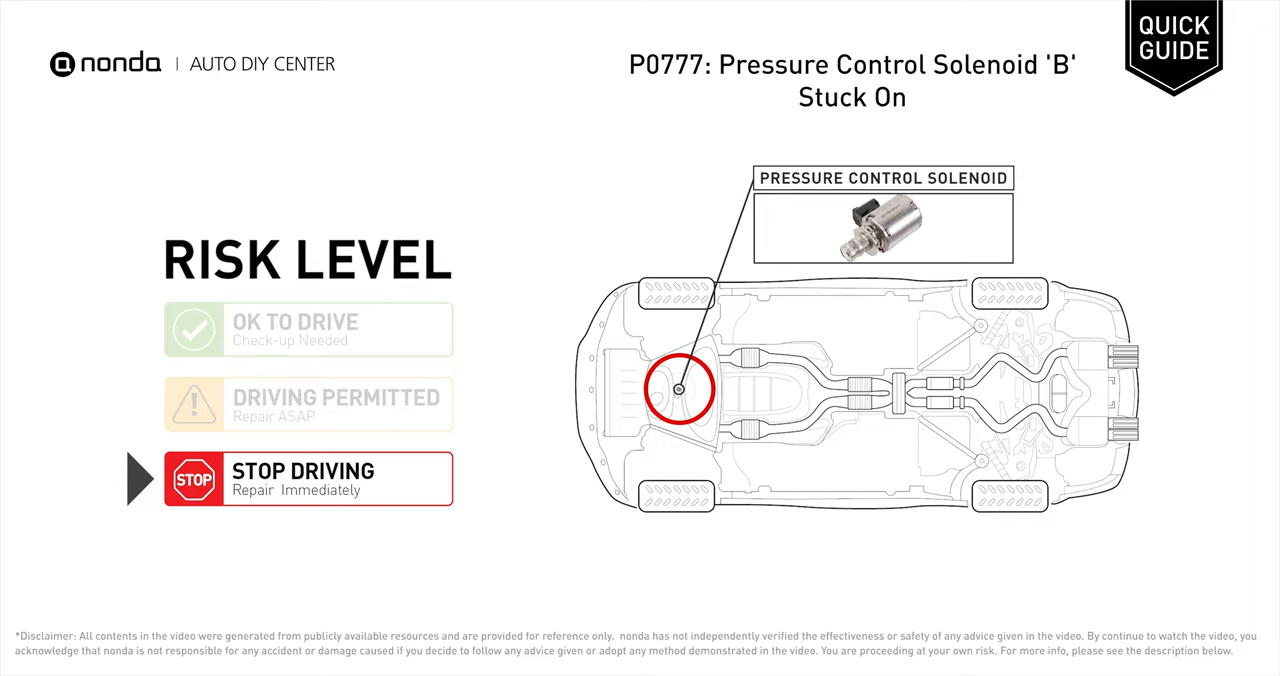 nonda | AUTO DIY CENTER
P0777: Pressure Control Solenoid 'B'
Stuck On
QUICK
GUIDE
PRESSURE CONTROL SOLENOID
RISK LEVEL
OK TO DRIVE
Check-up Needed
DRIVING PERMITTED
Repair ASAP
STOP
STOP DRIVING
Repair Immediately
*Disclaimer: All contents in the video were generated from publicly available resources and are provided for reference only. nonda has not independently verified the effectiveness or safety of any advice given in the video. By continue to watch the video, you
acknowledge that nonda is not responsible for any accident or damage caused if you decide to follow any advice given or adopt any method demonstrated in the video. You are proceeding at your own risk. For more info, please see the description below.